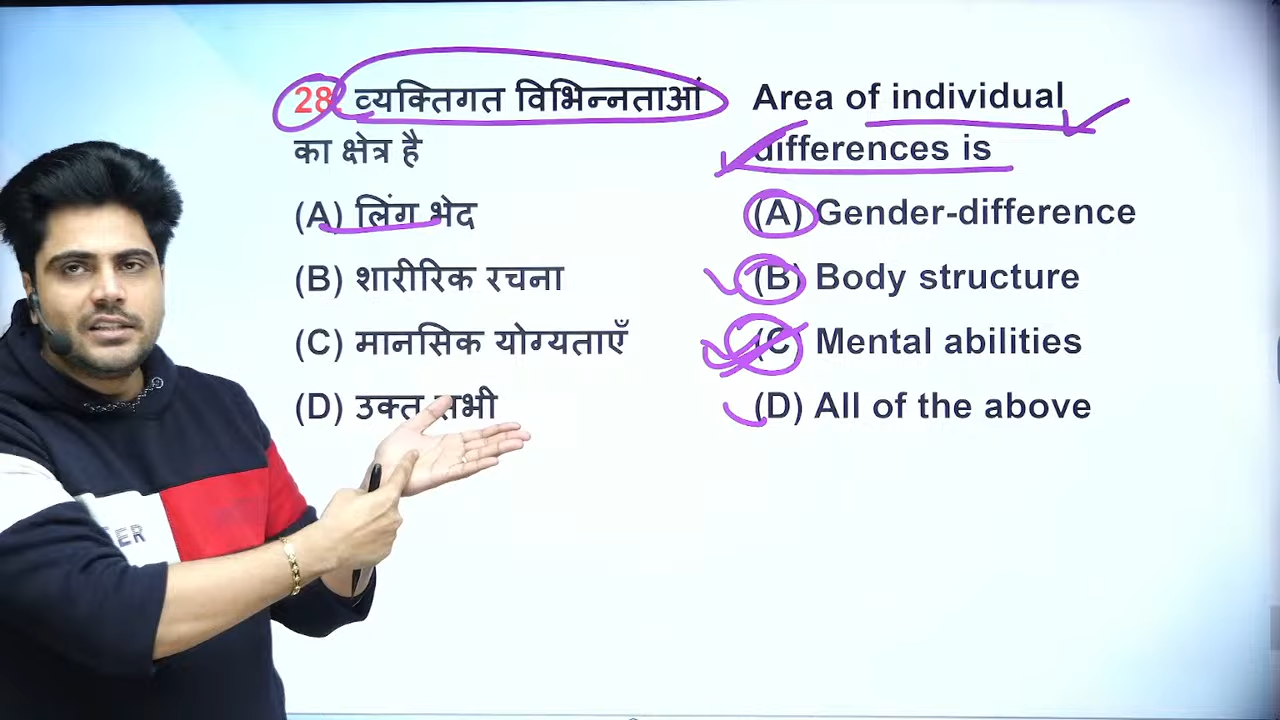 28 व्यक्तिगत विभिन्नताओं
का क्षेत्र है
(A) लिंग भेद
(B) शारीरिक रचना
(C) मानसिक योग्यताएँ
(D) उक्त सभी
Area of individual
differences is
(A) Gender-difference
(B) Body structure
(C) Mental abilities
(D) All of the above